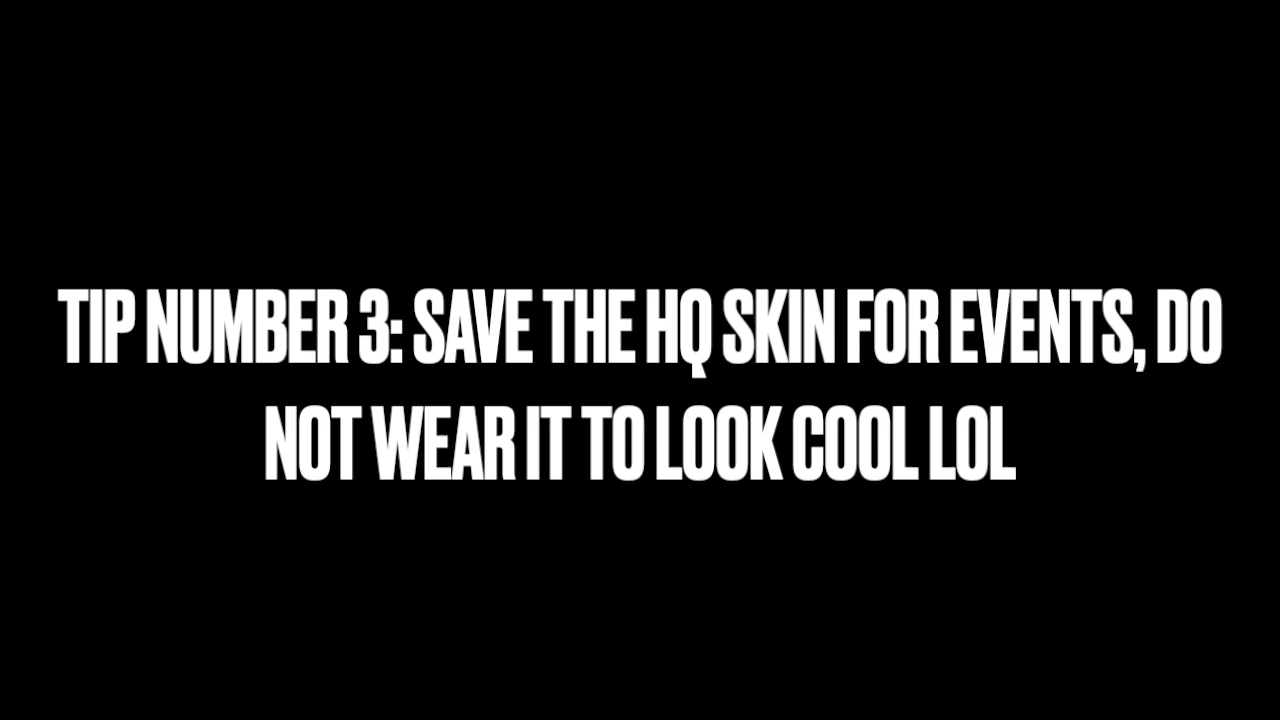 TIP NUMBER 3: SAVE THE HQ SKIN FOR EVENTS, DO
NOT WEAR IT TO LOOK COOL LOL